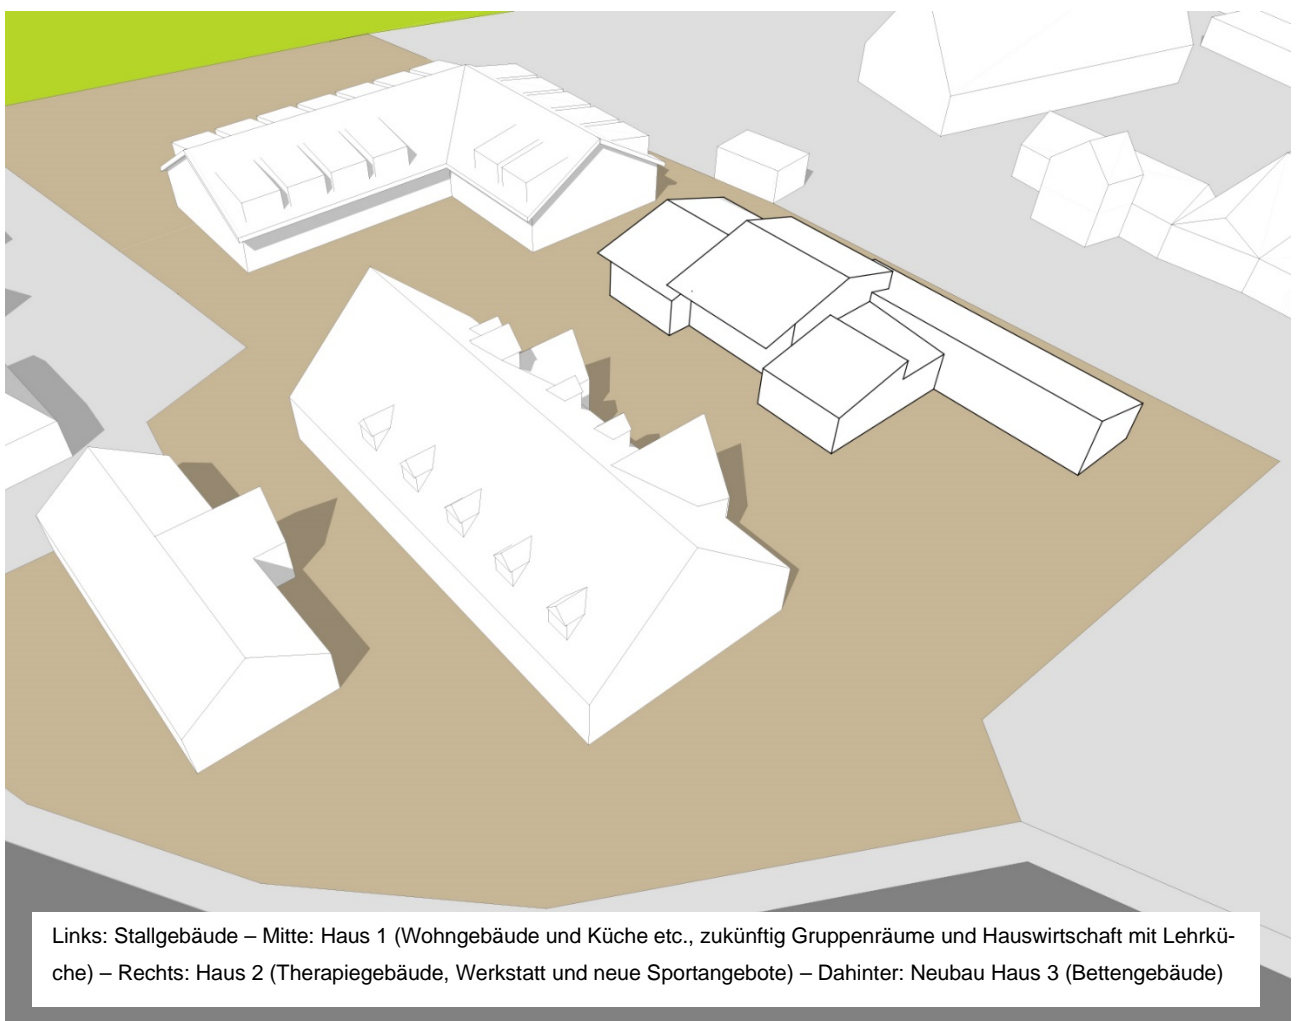 Links: Stallgebäude – Mitte: Haus 1 (Wohngebäude und Küche etc., zukünftig Gruppenräume und Hauswirtschaft mit Lehrkü-
che) – Rechts: Haus 2 (Therapiegebäude, Werkstatt und neue Sportangebote) – Dahinter: Neubau Haus 3 (Bettengebäude)